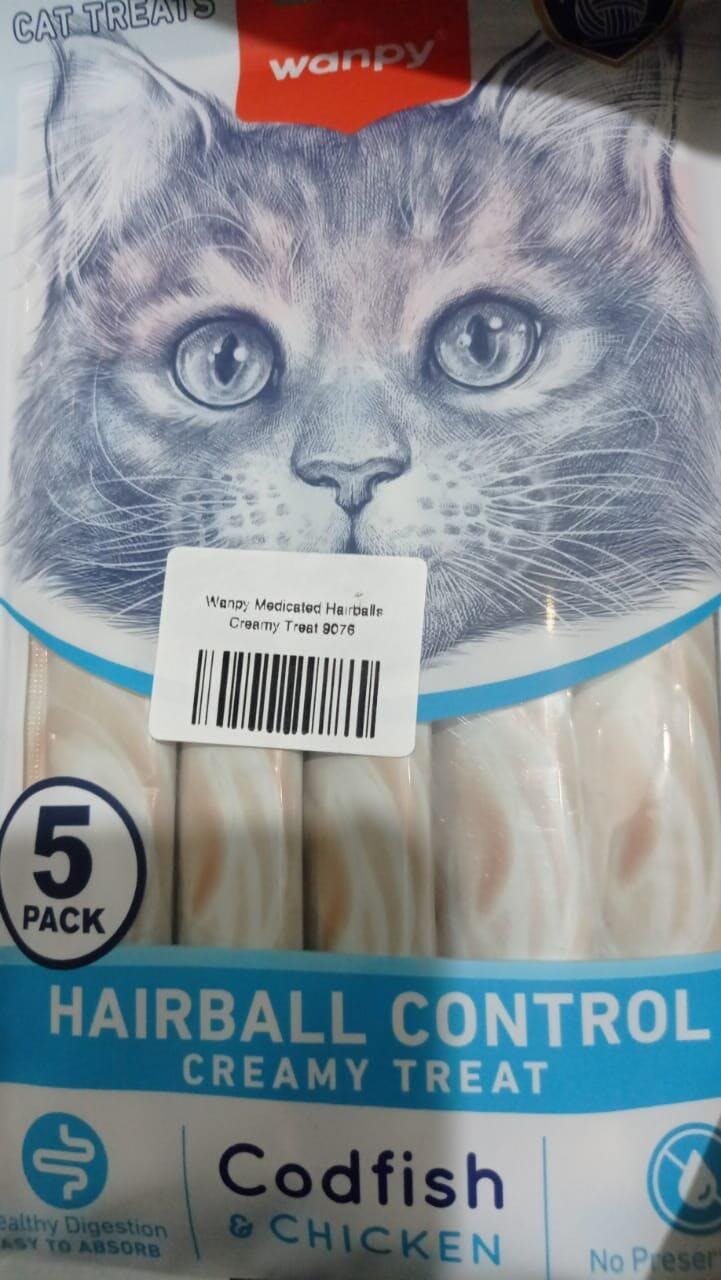 CAT TREATS
wanpy
Wanpy Medicated Hairballs
Creamy Treat 9076
5
PACK
HAIRBALL CONTROL
CREAMY TREAT
Codfish
& CHICKEN
ealthy Digestion
ASY TO ABSORB
No Preser